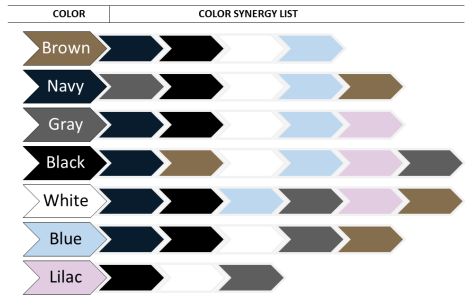 COLOR COLOR SYNERGY LIST
Brown
Navy
Gray
Black
White
Blue
Lilac